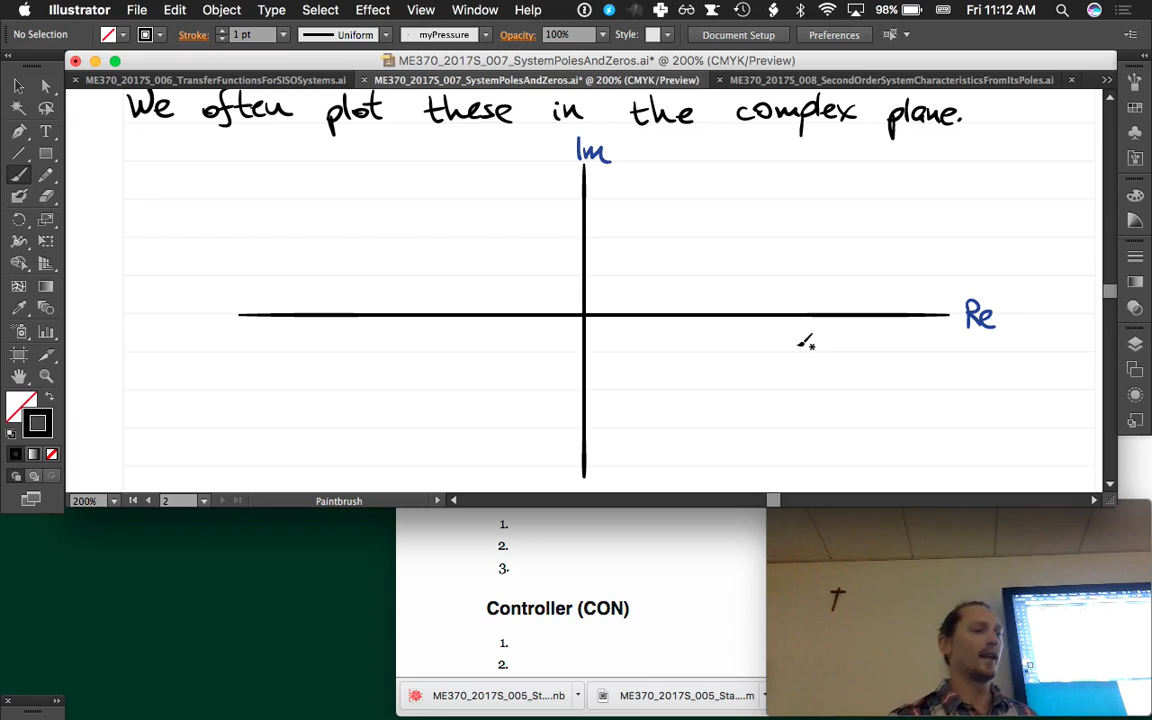 Illustrator File Edit Object Type Select Effect View Window Help 98% Fri 11:12 AM
No Selection Stroke: 1 pt Uniform myPressure Opacity: 100% Style: Document Setup Preferences
ME370_2017S_007_SystemPolesAndZeros.ai* @ 200% (CMYK/Preview)
ME370_2017S_006_TransferFunctionsForSISOSystems.ai ME370_2017S_007_SystemPolesAndZeros.ai* @ 200% (CMYK/Preview) ME370_2017S_008_SecondOrderSystemCharacteristicsFromItsPoles.ai
We often plot these in the complex plane.
Im
Re
200% 2 Paintbrush
1.
2.
3.
Controller (CON)
1.
2.
ME370_2017S_005_St....nb ME370_2017S_005_Sta....m